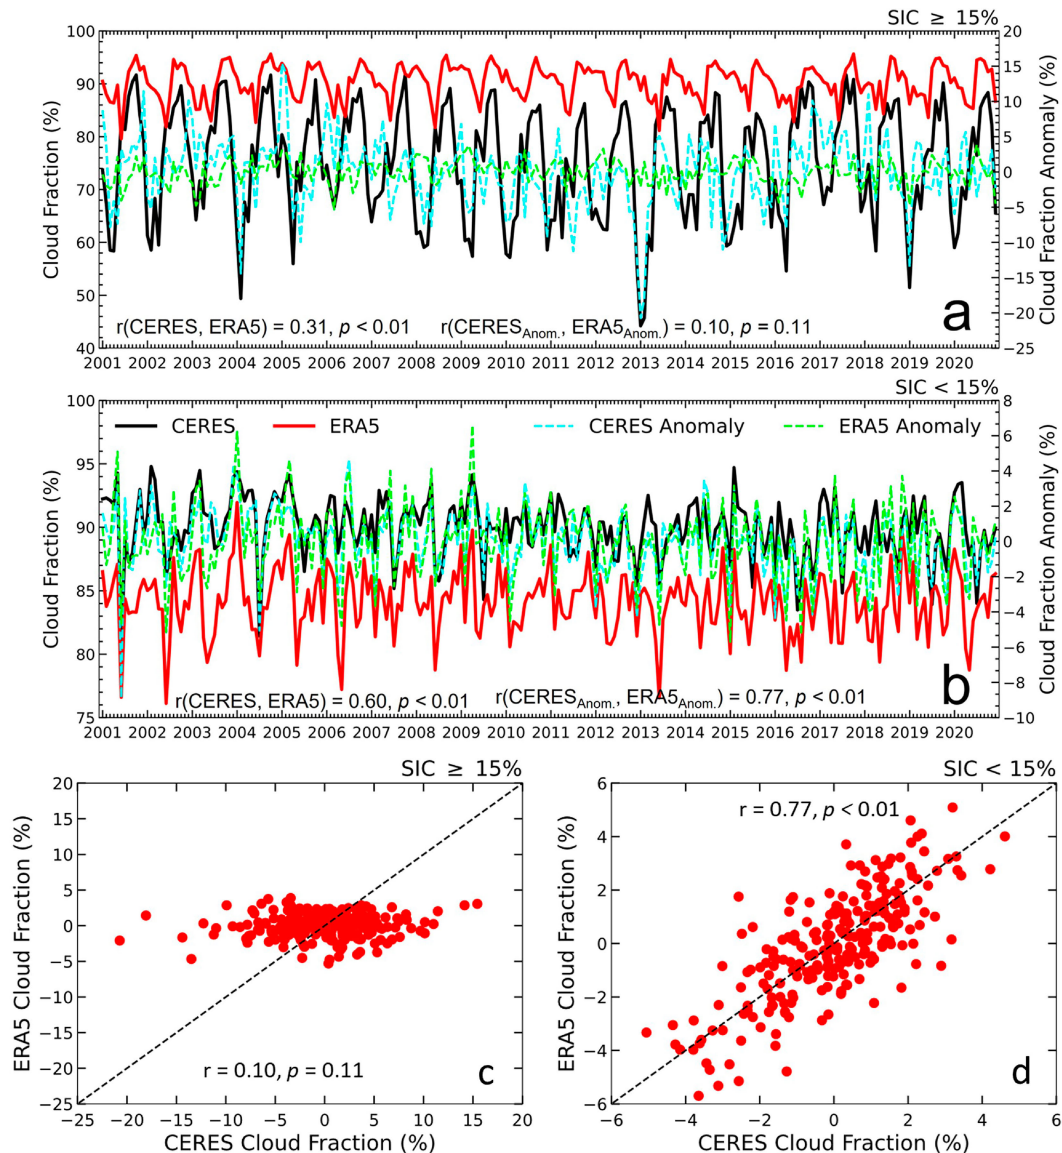 SIC ≥ 15%
100
90
80
70
60
50
40
Cloud Fraction (%)
20
15
10
5
0
−5
−10
−15
−20
−25
Cloud Fraction Anomaly (%)
r(CERES, ERA5) = 0.31, p < 0.01 r(CERES Anom., ERA5 Anom.) = 0.10, p = 0.11
a
2001 2002 2003 2004 2005 2006 2007 2008 2009 2010 2011 2012 2013 2014 2015 2016 2017 2018 2019 2020
SIC < 15%
100
95
90
85
80
75
Cloud Fraction (%)
8
6
4
2
0
−2
−4
−6
−8
−10
Cloud Fraction Anomaly (%)
CERES ERA5 CERES Anomaly ERA5 Anomaly
r(CERES, ERA5) = 0.60, p < 0.01 r(CERES Anom., ERA5 Anom.) = 0.77, p < 0.01
b
2001 2002 2003 2004 2005 2006 2007 2008 2009 2010 2011 2012 2013 2014 2015 2016 2017 2018 2019 2020
SIC ≥ 15%
20
15
10
5
0
−5
−10
−15
−20
−25
ERA5 Cloud Fraction (%)
r = 0.10, p = 0.11
c
−25 −20 −15 −10 −5 0 5 10 15 20
CERES Cloud Fraction (%)
SIC < 15%
6
4
2
0
−2
−4
−6
ERA5 Cloud Fraction (%)
r = 0.77, p < 0.01
d
−6 −4 −2 0 2 4 6
CERES Cloud Fraction (%)